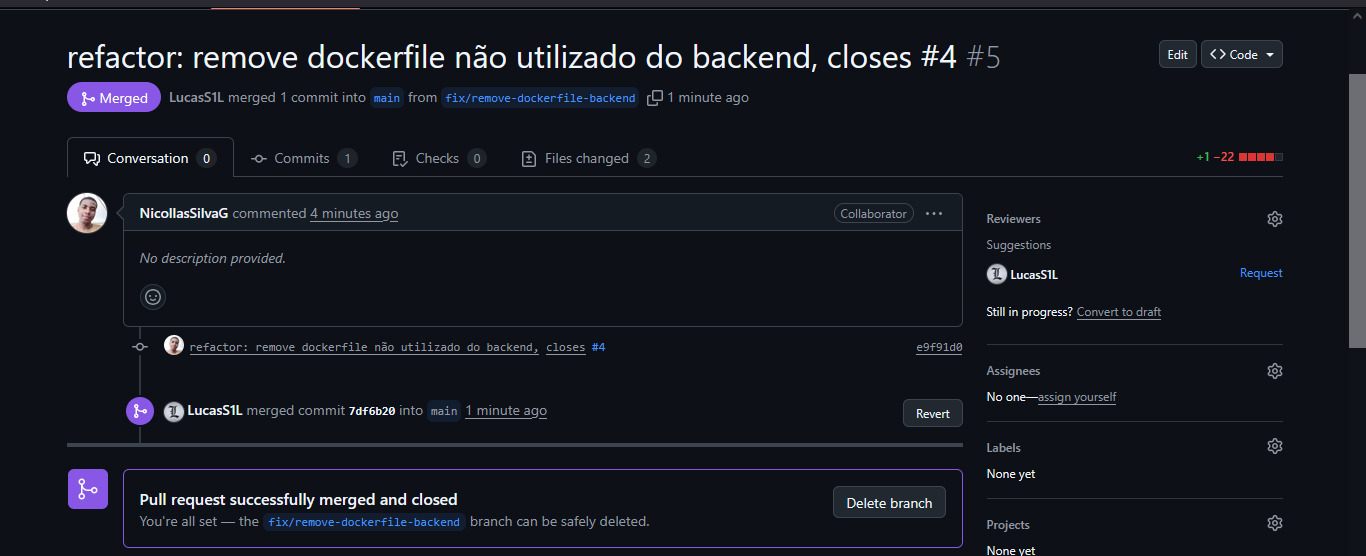 refactor: remove dockerfile não utilizado do backend, closes #4 #5
Edit
Code
Merged
LucasS1L merged 1 commit into main from fix/remove-dockerfile-backend 1 minute ago
Conversation 0
Commits 1
Checks 0
Files changed 2
+1 −22
NicollasSilvaG commented 4 minutes ago
Collaborator
No description provided.
refactor: remove dockerfile não utilizado do backend, closes #4
e9f91d0
LucasS1L merged commit 7df6b20 into main 1 minute ago
Revert
Pull request successfully merged and closed
You're all set — the fix/remove-dockerfile-backend branch can be safely deleted.
Delete branch
Reviewers
Suggestions
LucasS1L
Request
Still in progress? Convert to draft
Assignees
No one—assign yourself
Labels
None yet
Projects
None yet